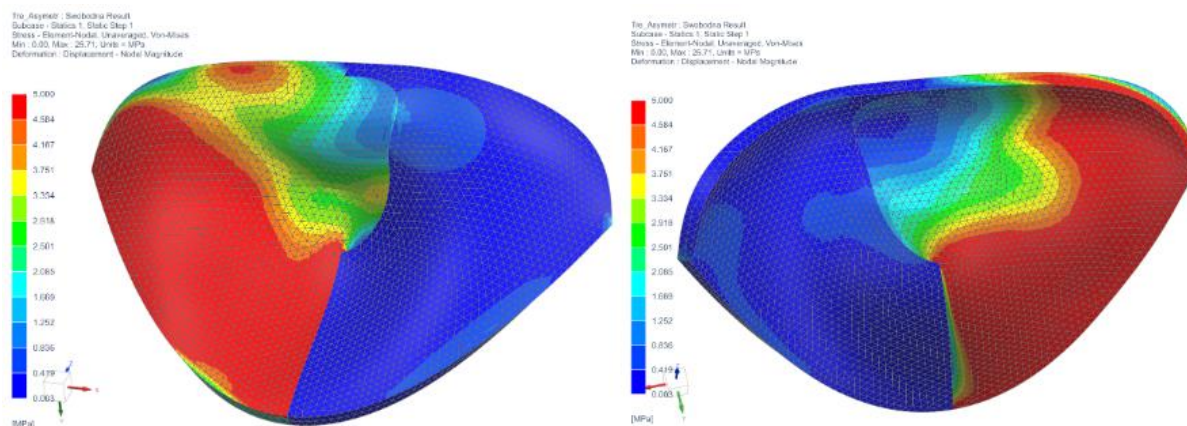 Tre_Asymetr : Swobodna Result
Subcase - Statics 1, Static Step 1
Stress - Element-Nodal, Unaveraged, Von-Mises
Min : 0.00, Max : 25.71, Units = MPa
Deformation : Displacement - Nodal Magnitude
5.000
4.584
4.167
3.751
3.334
2.918
2.501
2.085
1.669
1.252
0.836
0.419
0.003
[MPa]
X
Y
Z
Tre_Asymetr : Swobodna Result
Subcase - Statics 1, Static Step 1
Stress - Element-Nodal, Unaveraged, Von-Mises
Min : 0.00, Max : 25.71, Units = MPa
Deformation : Displacement - Nodal Magnitude
5.000
4.584
4.167
3.751
3.334
2.918
2.501
2.085
1.669
1.252
0.836
0.419
0.003
[MPa]